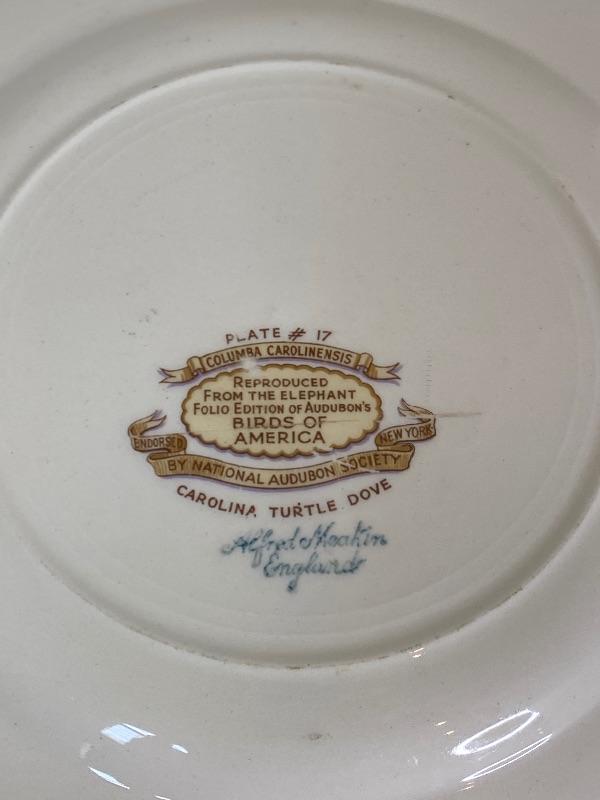 PLATE # 17
COLUMBA CAROLINENSIS
REPRODUCED
FROM THE ELEPHANT
FOLIO EDITION OF AUDUBON'S
BIRDS OF
AMERICA
ENDORSED
BY NATIONAL AUDUBON SOCIETY
NEW YORK
CAROLINA TURTLE DOVE
Alfred Meakin
England